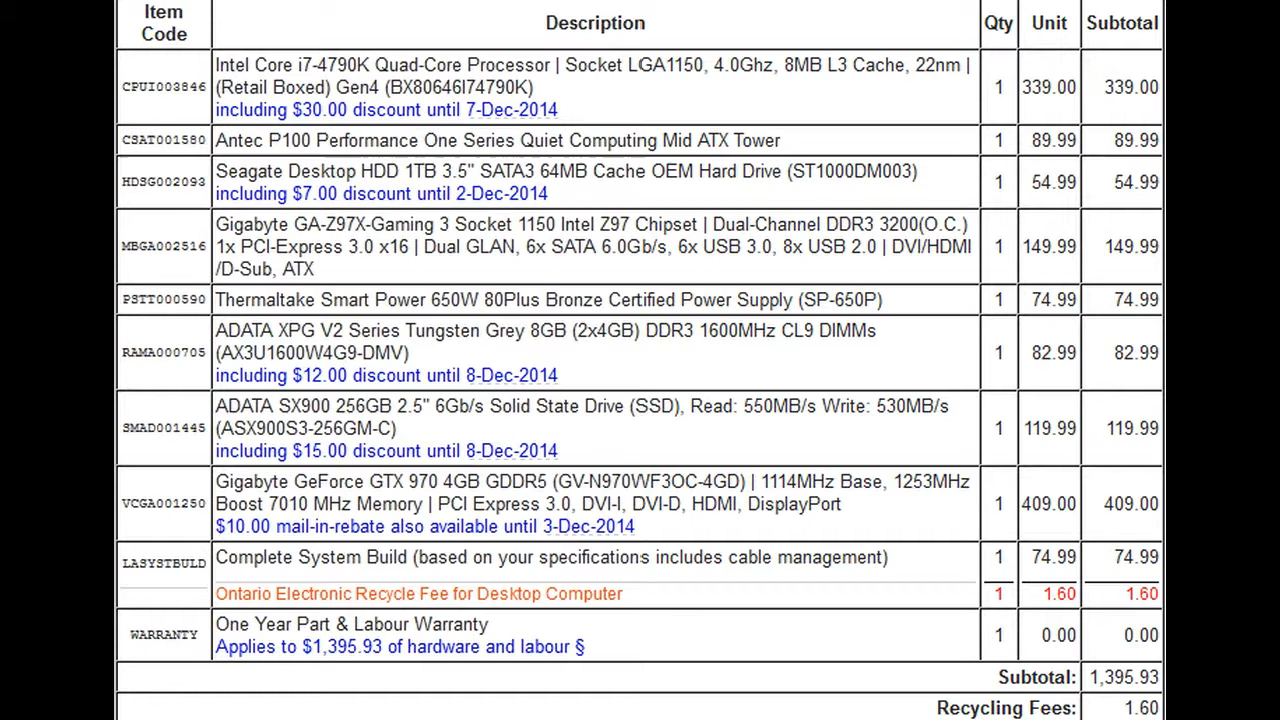 Item Code Description Qty Unit Subtotal
CPUI003846 Intel Core i7-4790K Quad-Core Processor | Socket LGA1150, 4.0Ghz, 8MB L3 Cache, 22nm | 1 339.00 339.00
(Retail Boxed) Gen4 (BX80646I74790K)
including $30.00 discount until 7-Dec-2014
CSAT001580 Antec P100 Performance One Series Quiet Computing Mid ATX Tower 1 89.99 89.99
HDSG002093 Seagate Desktop HDD 1TB 3.5" SATA3 64MB Cache OEM Hard Drive (ST1000DM003) 1 54.99 54.99
including $7.00 discount until 2-Dec-2014
MBGA002516 Gigabyte GA-Z97X-Gaming 3 Socket 1150 Intel Z97 Chipset | Dual-Channel DDR3 3200(O.C.) 1 149.99 149.99
1x PCI-Express 3.0 x16 | Dual GLAN, 6x SATA 6.0Gb/s, 6x USB 3.0, 8x USB 2.0 | DVI/HDMI
/D-Sub, ATX
PSTT000590 Thermaltake Smart Power 650W 80Plus Bronze Certified Power Supply (SP-650P) 1 74.99 74.99
RAMA000705 ADATA XPG V2 Series Tungsten Grey 8GB (2x4GB) DDR3 1600MHz CL9 DIMMs 1 82.99 82.99
(AX3U1600W4G9-DMV)
including $12.00 discount until 8-Dec-2014
SMAD001445 ADATA SX900 256GB 2.5" 6Gb/s Solid State Drive (SSD), Read: 550MB/s Write: 530MB/s 1 119.99 119.99
(ASX900S3-256GM-C)
including $15.00 discount until 8-Dec-2014
VCGA001250 Gigabyte GeForce GTX 970 4GB GDDR5 (GV-N970WF3OC-4GD) | 1114MHz Base, 1253MHz 1 409.00 409.00
Boost 7010 MHz Memory | PCI Express 3.0, DVI-I, DVI-D, HDMI, DisplayPort
$10.00 mail-in-rebate also available until 3-Dec-2014
LASYSTBULD Complete System Build (based on your specifications includes cable management) 1 74.99 74.99
Ontario Electronic Recycle Fee for Desktop Computer 1 1.60 1.60
WARRANTY One Year Part & Labour Warranty 1 0.00 0.00
Applies to $1,395.93 of hardware and labour §
Subtotal: 1,395.93
Recycling Fees: 1.60